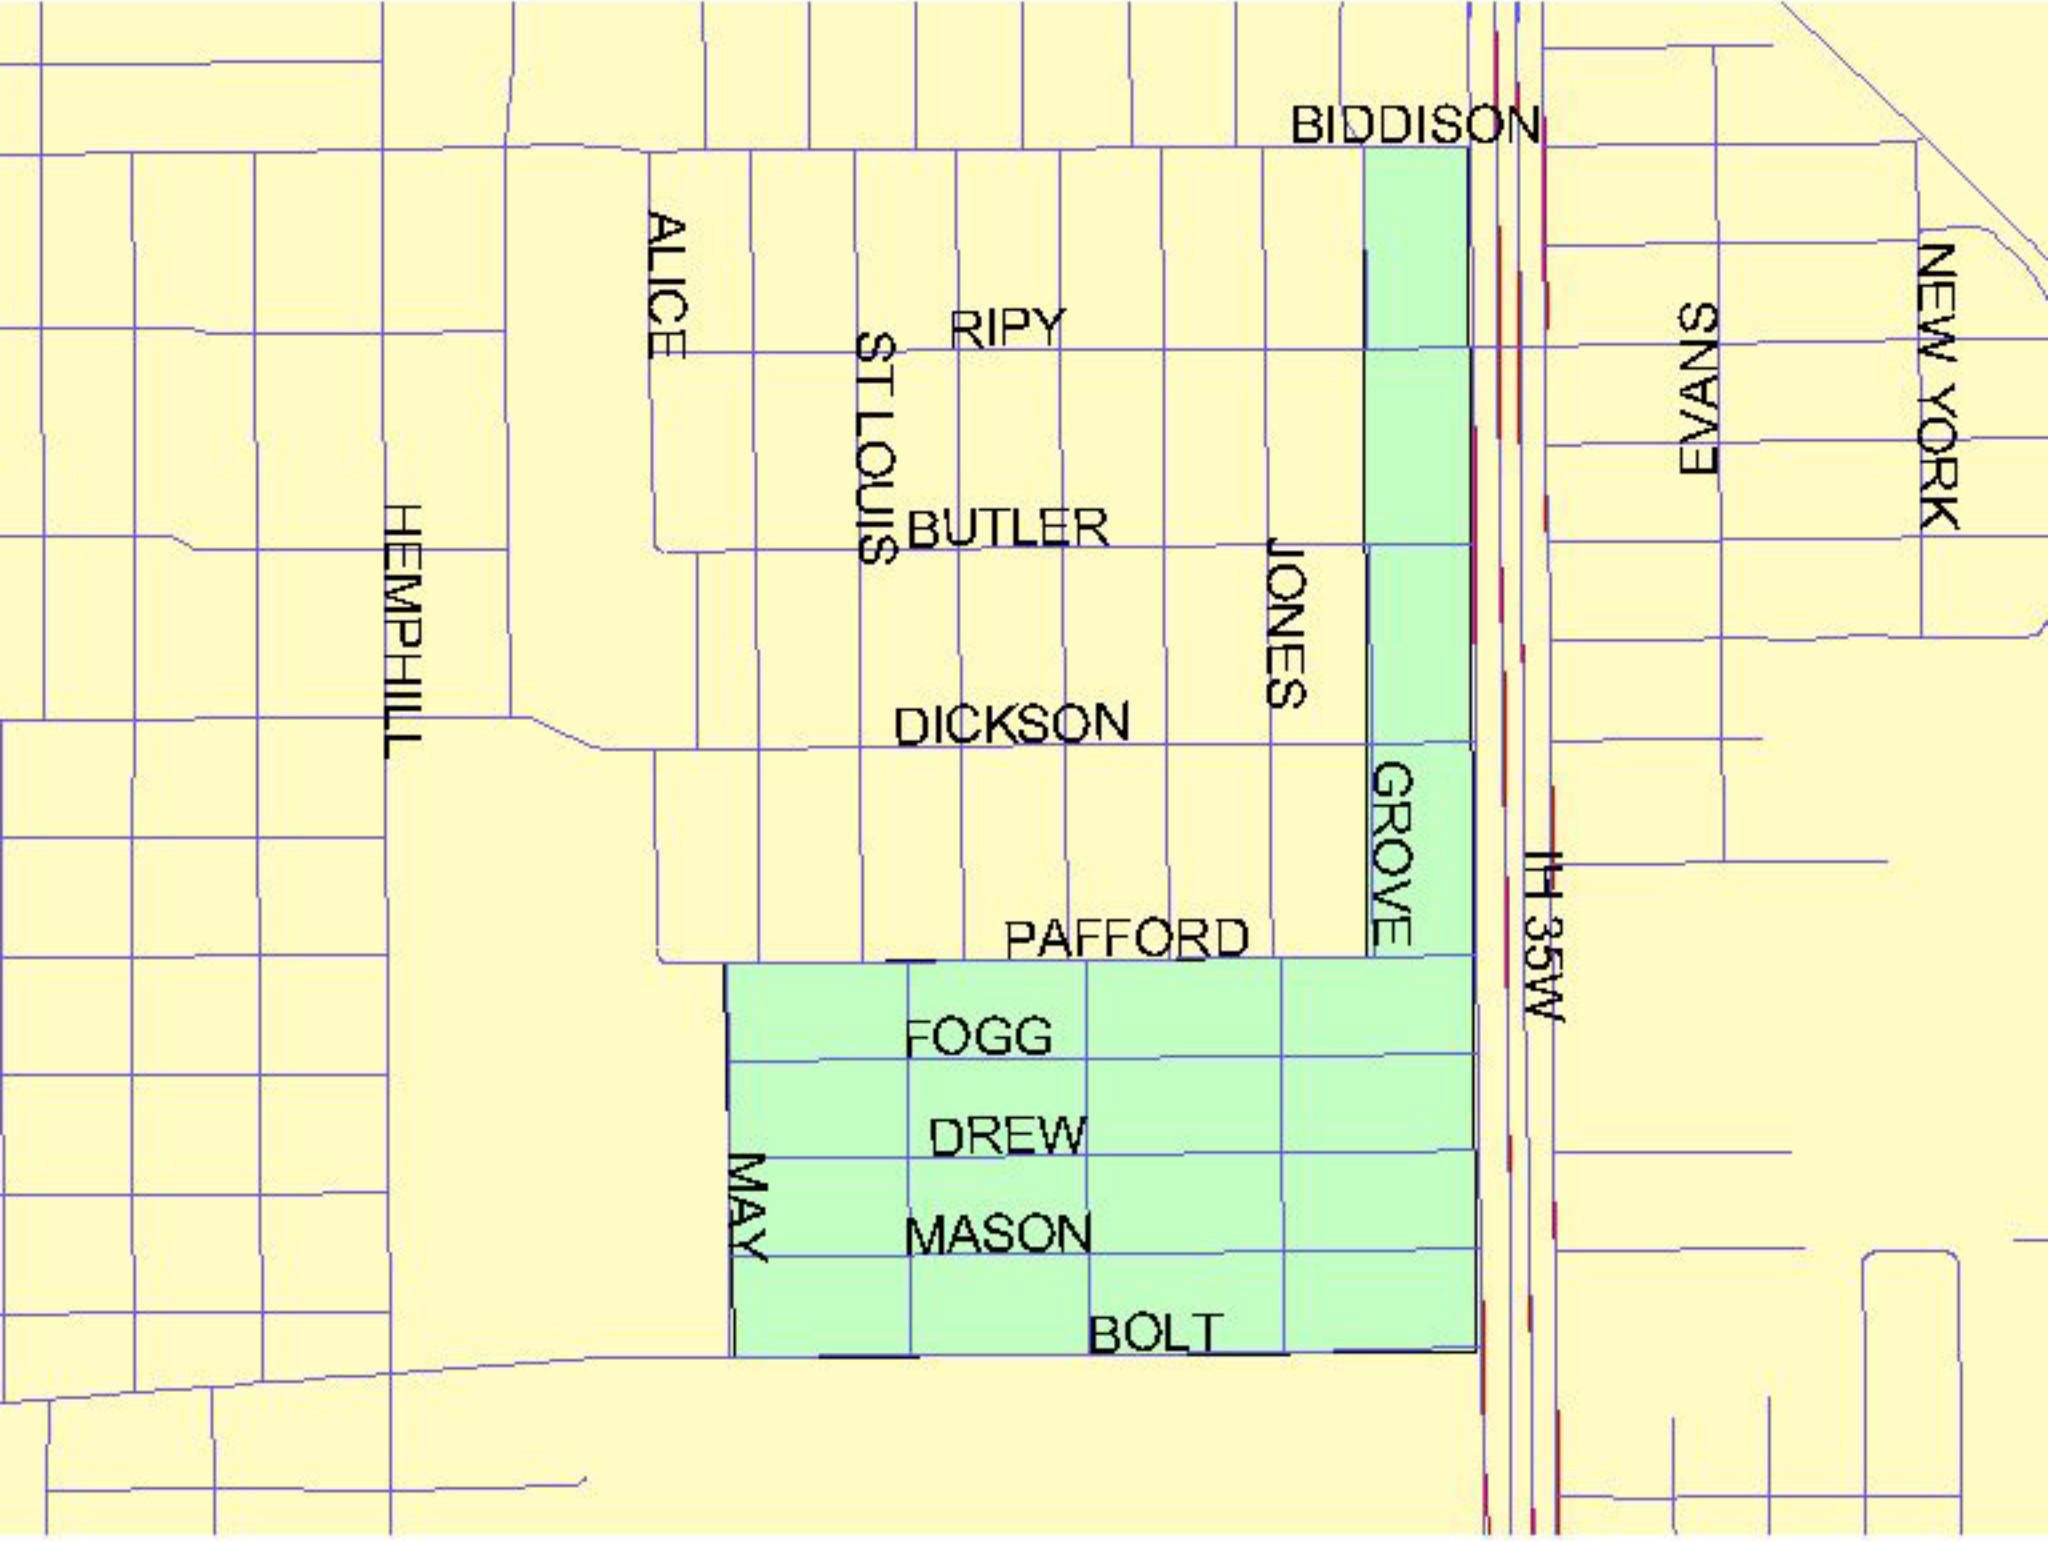 BIDDISON
ALICE
NEW YORK
RIPY
EVANS
ST LOUIS
HEMPHILL
BUTLER
JONES
DICKSON
GROVE
IH 35W
PAFFORD
FOGG
DREW
MAY
MASON
BOLT